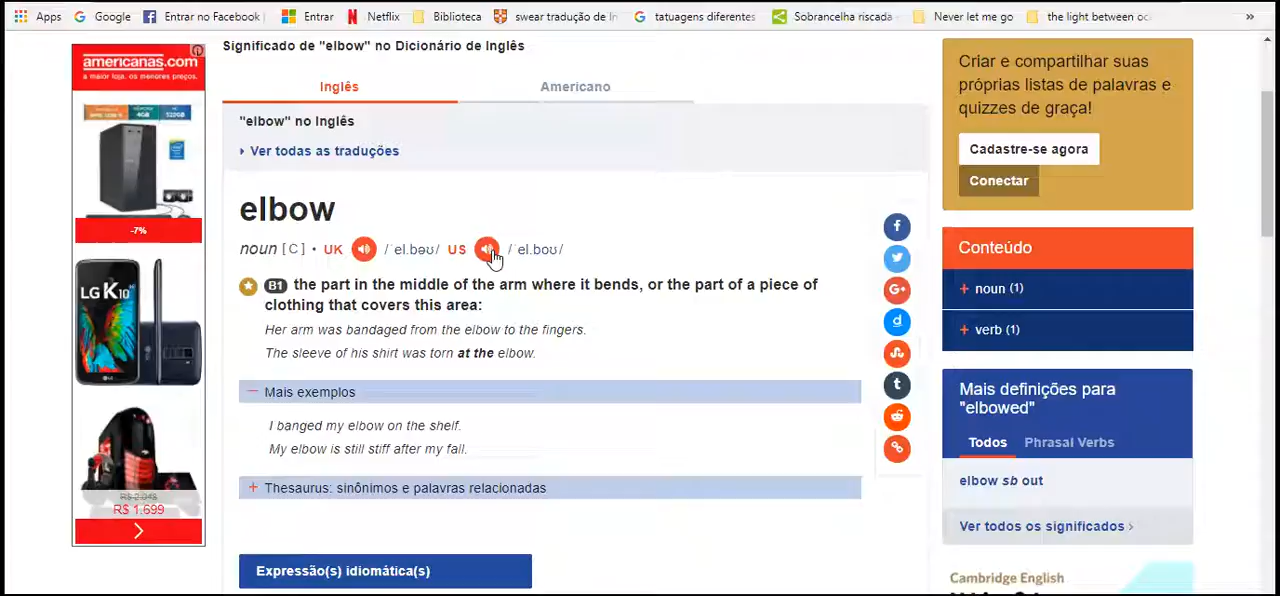 Apps Google Entrar no Facebook Entrar Netflix Biblioteca swear tradução de In tatuagens diferentes Sobrancelha riscada Never let me go the light between oce »
Significado de "elbow" no Dicionário de Inglês
Inglês Americano
"elbow" no Inglês
Ver todas as traduções
elbow
noun [C] • UK /ˈel.bəʊ/ US /ˈel.boʊ/
B1 the part in the middle of the arm where it bends, or the part of a piece of
clothing that covers this area:
Her arm was bandaged from the elbow to the fingers.
The sleeve of his shirt was torn at the elbow.
– Mais exemplos
I banged my elbow on the shelf.
My elbow is still stiff after my fall.
+ Thesaurus: sinônimos e palavras relacionadas
Expressão(s) idiomática(s)
americanas.com
a maior loja. os menores preços.
-7%
LG K10
R$ 2.045
R$ 1.699
Criar e compartilhar suas
próprias listas de palavras e
quizzes de graça!
Cadastre-se agora
Conectar
Conteúdo
+ noun (1)
+ verb (1)
Mais definições para
"elbowed"
Todos Phrasal Verbs
elbow sb out
Ver todos os significados ›
Cambridge English